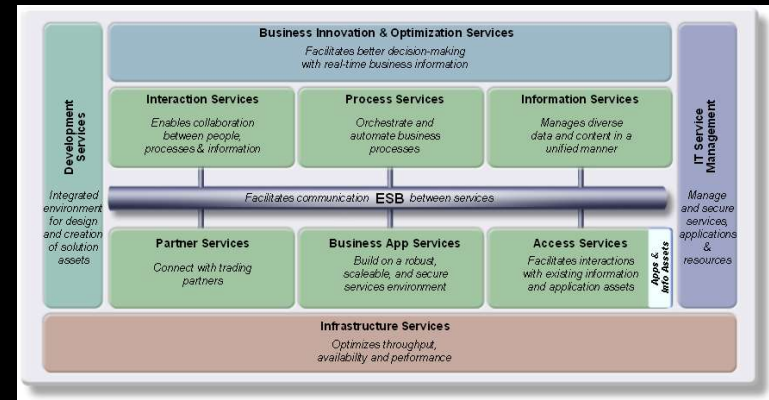 Business Innovation & Optimization Services
Facilitates better decision-making
with real-time business information
Development
Services
Integrated
environment
for design
and creation
of solution
assets
Interaction Services
Enables collaboration
between people,
processes & information
Process Services
Orchestrate and
automate business
processes
Information Services
Manages diverse
data and content in a
unified manner
IT Service
Management
Manage
and secure
services,
applications
&
resources
Facilitates communication ESB between services
Partner Services
Connect with trading
partners
Business App Services
Build on a robust,
scaleable, and secure
services environment
Access Services
Facilitates interactions
with existing information
and application assets
Apps &
Info Assets
Infrastructure Services
Optimizes throughput,
availability and performance